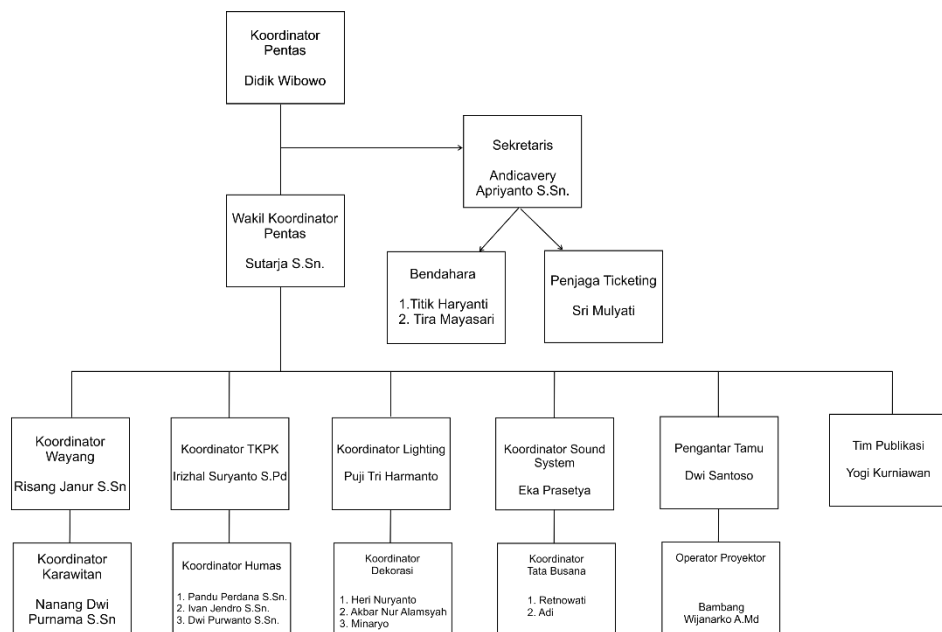 Koordinator
Pentas
Didik Wibowo
Sekretaris
Andicavery
Apriyanto S.Sn.
Wakil Koordinator
Pentas
Sutarja S.Sn.
Bendahara
1.Titik Haryanti
2. Tira Mayasari
Penjaga Ticketing
Sri Mulyati
Koordinator
Wayang
Risang Janur S.Sn
Koordinator TKPK
Irizhal Suryanto S.Pd
Koordinator Lighting
Puji Tri Harmanto
Koordinator Sound
System
Eka Prasetya
Pengantar Tamu
Dwi Santoso
Tim Publikasi
Yogi Kurniawan
Koordinator
Karawitan
Nanang Dwi
Purnama S.Sn
Koordinator Humas
1. Pandu Perdana S.Sn.
2. Ivan Jendro S.Sn.
3. Dwi Purwanto S.Sn.
Koordinator
Dekorasi
1. Heri Nuryanto
2. Akbar Nur Alamsyah
3. Minaryo
Koordinator
Tata Busana
1. Retnowati
2. Adi
Operator Proyektor
Bambang
Wijanarko A.Md